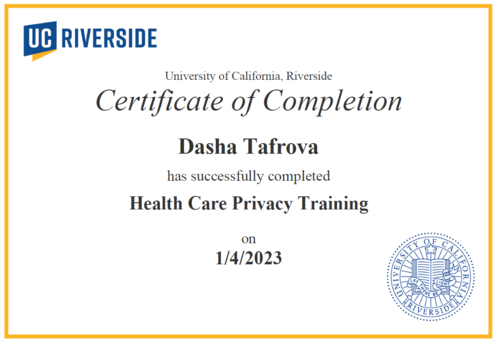 UC RIVERSIDE
University of California, Riverside
Certificate of Completion
Dasha Tafrova
has successfully completed
Health Care Privacy Training
on
1/4/2023
UNIVERSITY OF CALIFORNIA
RIVERSIDE